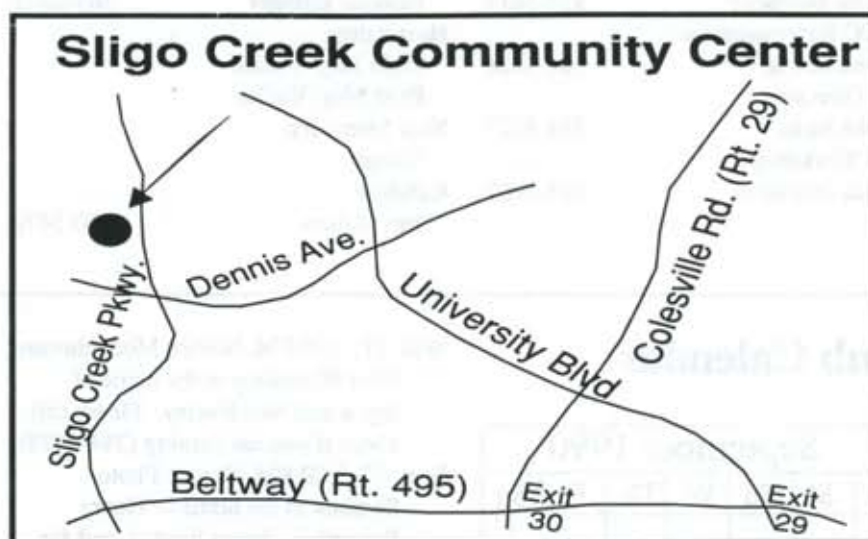 Sligo Creek Community Center
Colesville Rd. (Rt. 29)
Dennis Ave.
Sligo Creek Pkwy.
University Blvd
Beltway (Rt. 495)
Exit
30
Exit
29